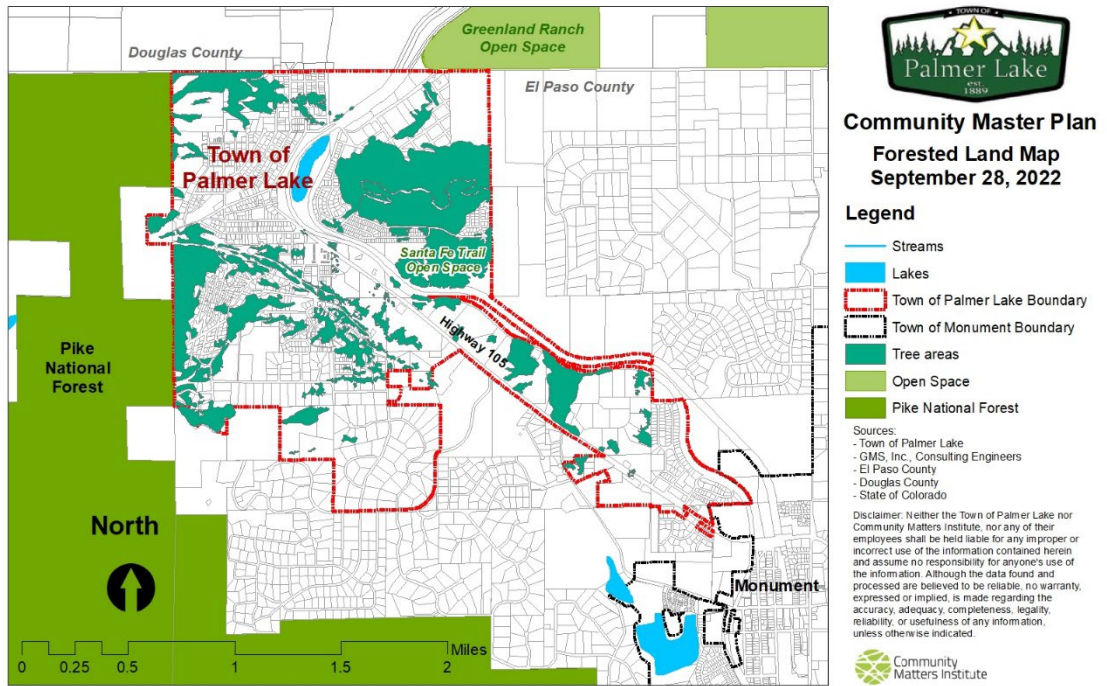 Douglas County
Greenland Ranch
Open Space
El Paso County
Town of
Palmer Lake
Santa Fe Trail
Open Space
Highway 105
Pike
National
Forest
North
Monument
0 0.25 0.5 1 1.5 2 Miles
TOWN OF
Palmer Lake
est.
1889
Community Master Plan
Forested Land Map
September 28, 2022
Legend
Streams
Lakes
Town of Palmer Lake Boundary
Town of Monument Boundary
Tree areas
Open Space
Pike National Forest
Sources:
- Town of Palmer Lake
- GMS, Inc., Consulting Engineers
- El Paso County
- Douglas County
- State of Colorado
Disclaimer: Neither the Town of Palmer Lake nor
Community Matters Institute, nor any of their
employees shall be held liable for any improper or
incorrect use of the information contained herein
and assume no responsibility for anyone's use of
the information. Although the data found and
processed are believed to be reliable, no warranty,
expressed or implied, is made regarding the
accuracy, adequacy, completeness, legality,
reliability, or usefulness of any information,
unless otherwise indicated.
Community
Matters Institute